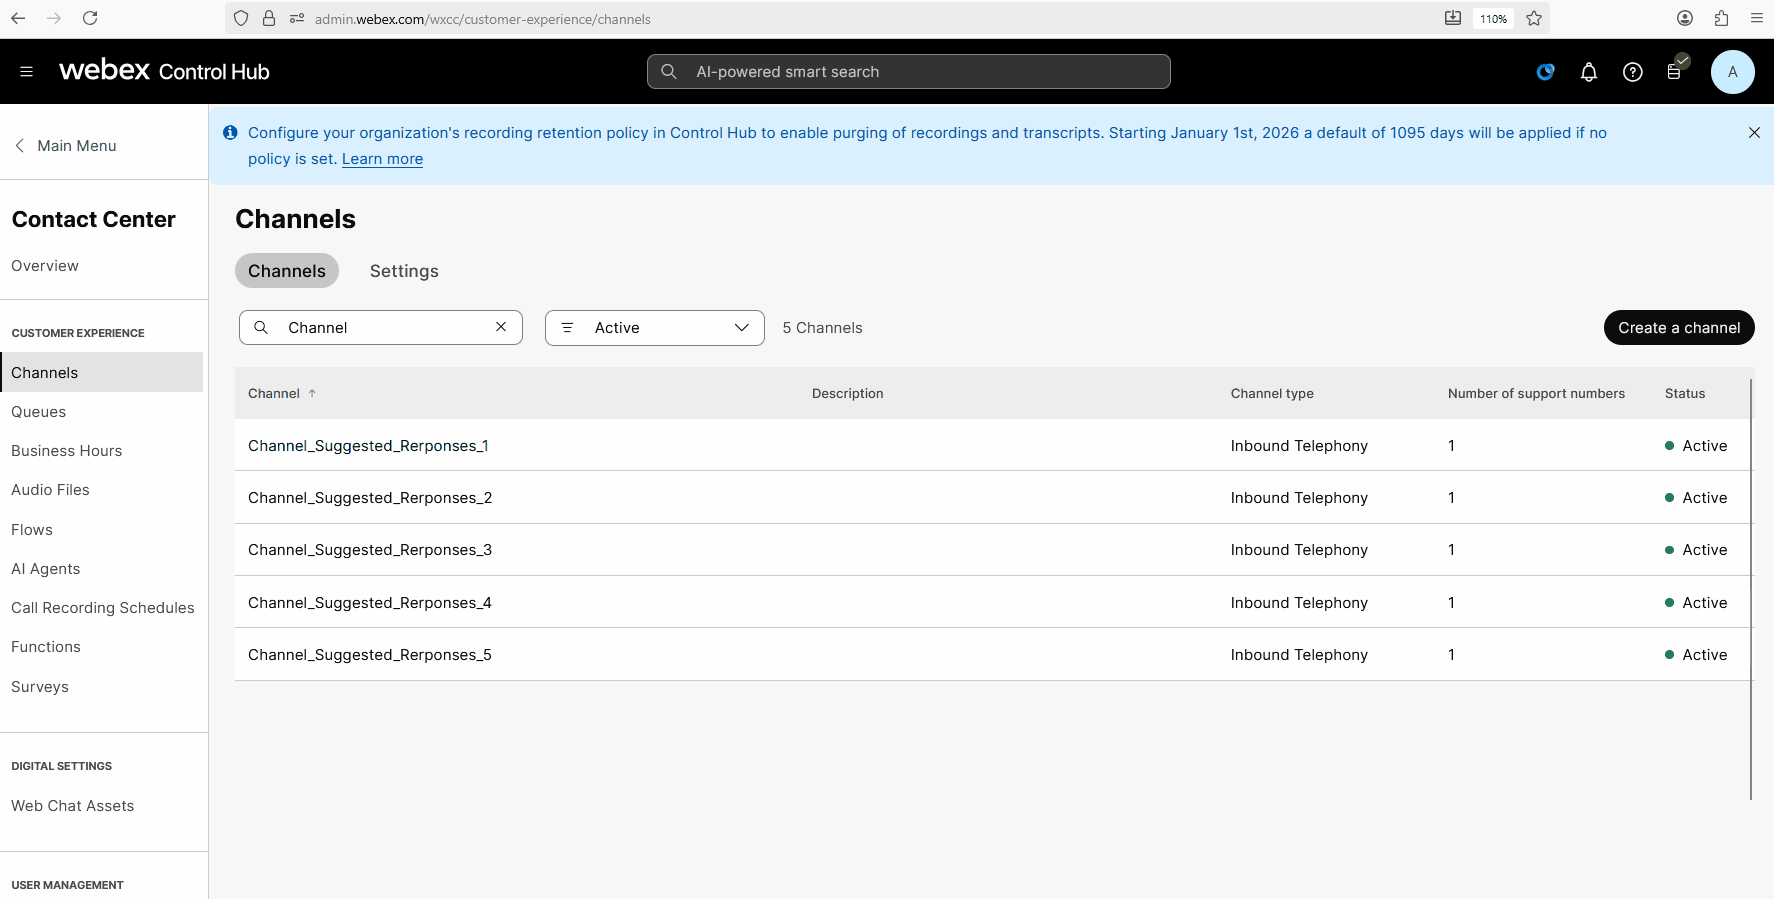 admin.webex.com/wxcc/customer-experience/channels
110%
webex Control Hub
AI-powered smart search
A
Main Menu
Configure your organization's recording retention policy in Control Hub to enable purging of recordings and transcripts. Starting January 1st, 2026 a default of 1095 days will be applied if no
policy is set. Learn more
Contact Center
Overview
CUSTOMER EXPERIENCE
Channels
Queues
Business Hours
Audio Files
Flows
AI Agents
Call Recording Schedules
Functions
Surveys
DIGITAL SETTINGS
Web Chat Assets
USER MANAGEMENT
Channels
Channels Settings
Channel Active 5 Channels Create a channel
Channel Description Channel type Number of support numbers Status
Channel_Suggested_Rerponses_1 Inbound Telephony 1 Active
Channel_Suggested_Rerponses_2 Inbound Telephony 1 Active
Channel_Suggested_Rerponses_3 Inbound Telephony 1 Active
Channel_Suggested_Rerponses_4 Inbound Telephony 1 Active
Channel_Suggested_Rerponses_5 Inbound Telephony 1 Active